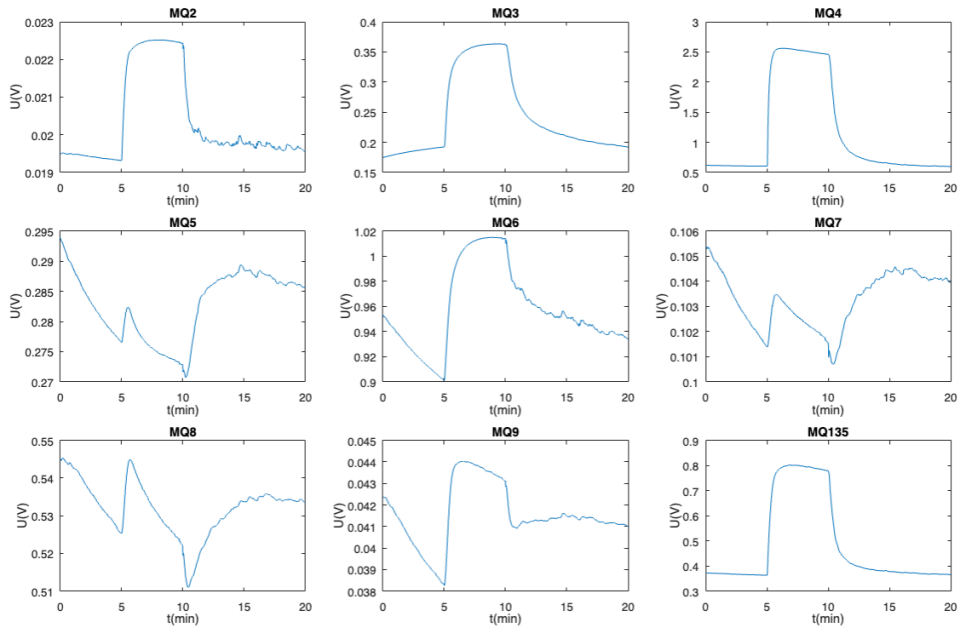 MQ2
U(V)
0.023
0.022
0.021
0.02
0.019
0 5 10 15 20
t(min)
MQ3
U(V)
0.4
0.35
0.3
0.25
0.2
0.15
0 5 10 15 20
t(min)
MQ4
U(V)
3
2.5
2
1.5
1
0.5
0 5 10 15 20
t(min)
MQ5
U(V)
0.295
0.29
0.285
0.28
0.275
0.27
0 5 10 15 20
t(min)
MQ6
U(V)
1.02
1
0.98
0.96
0.94
0.92
0.9
0 5 10 15 20
t(min)
MQ7
U(V)
0.106
0.105
0.104
0.103
0.102
0.101
0.1
0 5 10 15 20
t(min)
MQ8
U(V)
0.55
0.54
0.53
0.52
0.51
0 5 10 15 20
t(min)
MQ9
U(V)
0.045
0.044
0.043
0.042
0.041
0.04
0.039
0.038
0 5 10 15 20
t(min)
MQ135
U(V)
0.9
0.8
0.7
0.6
0.5
0.4
0.3
0 5 10 15 20
t(min)